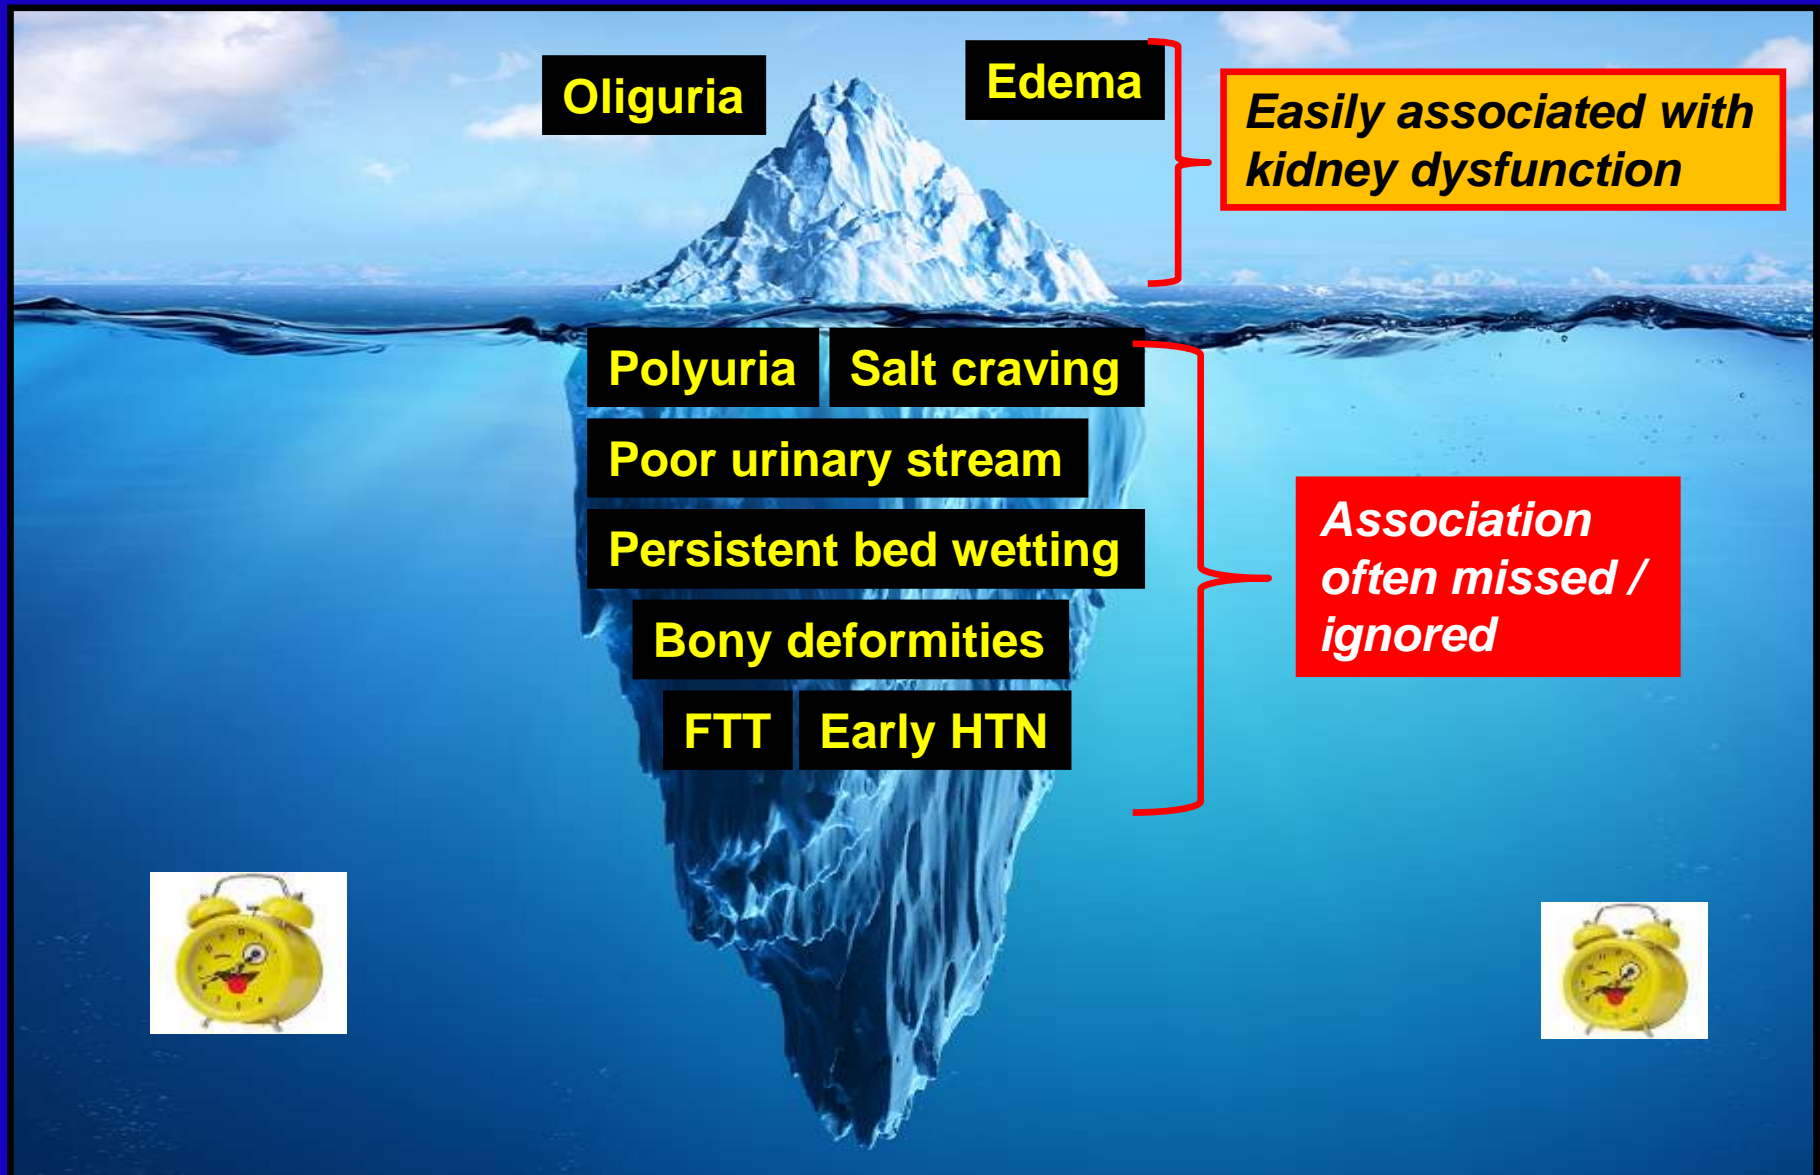 Oliguria
Edema
Easily associated with
kidney dysfunction
Polyuria
Salt craving
Poor urinary stream
Persistent bed wetting
Association
often missed /
ignored
Bony deformities
FTT
Early HTN